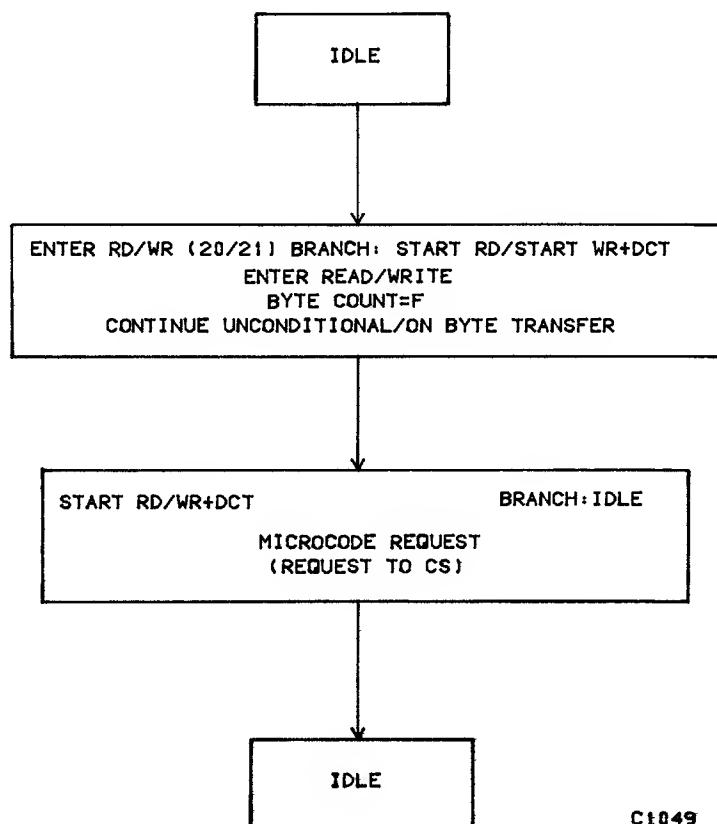 IDLE
ENTER RD/WR (20/21) BRANCH: START RD/START WR+DCT
ENTER READ/WRITE
BYTE COUNT=F
CONTINUE UNCONDITIONAL/ON BYTE TRANSFER
START RD/WR+DCT BRANCH:IDLE
MICROCODE REQUEST
(REQUEST TO CS)
IDLE
C1049